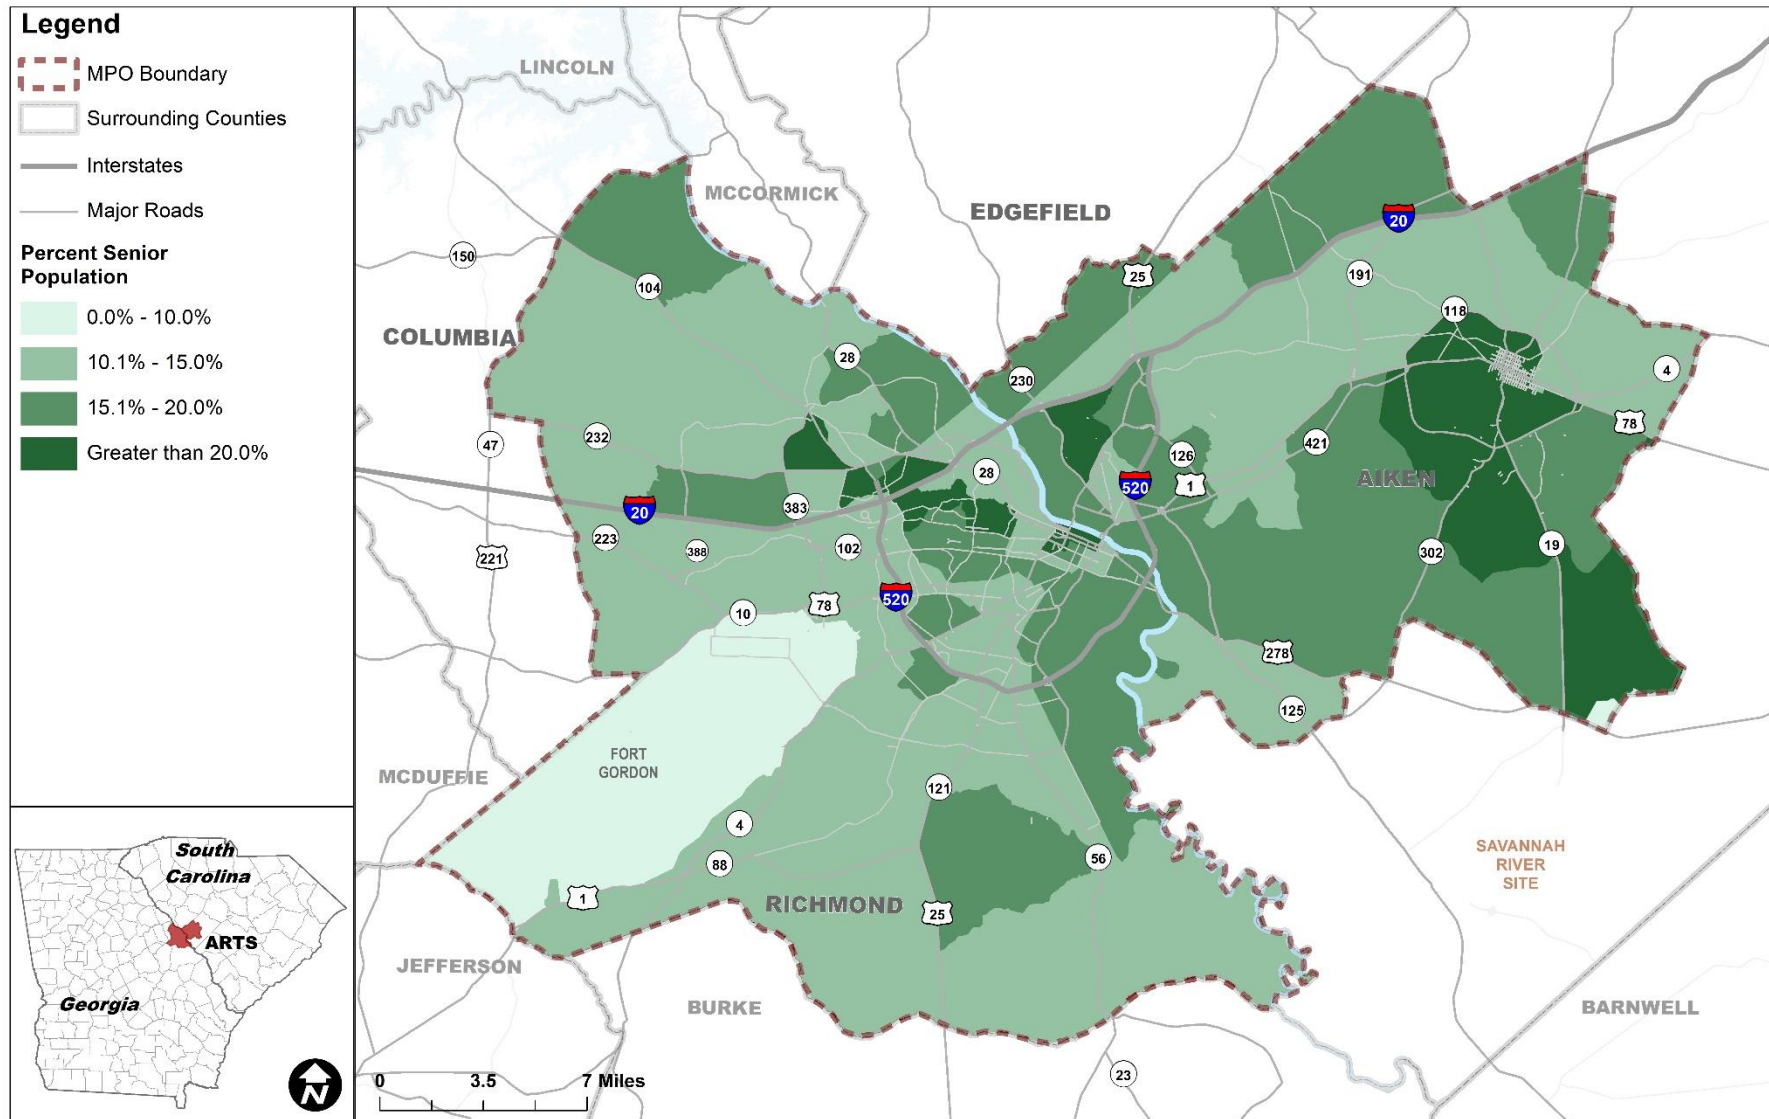 Legend
MPO Boundary
Surrounding Counties
Interstates
Major Roads
Percent Senior
Population
0.0% - 10.0%
10.1% - 15.0%
15.1% - 20.0%
Greater than 20.0%
South
Carolina
ARTS
Georgia
N
0 3.5 7 Miles
LINCOLN
MCCORMICK
EDGEFIELD
20
150
25
191
104
118
COLUMBIA
28
230
4
78
232
47
421
126
28
AIKEN
520
1
383
20
223
388
102
221
302
19
520
78
10
278
125
FORT
GORDON
MCDUFFIE
121
4
88
56
SAVANNAH
RIVER
SITE
1
RICHMOND
25
JEFFERSON
BURKE
BARNWELL
23